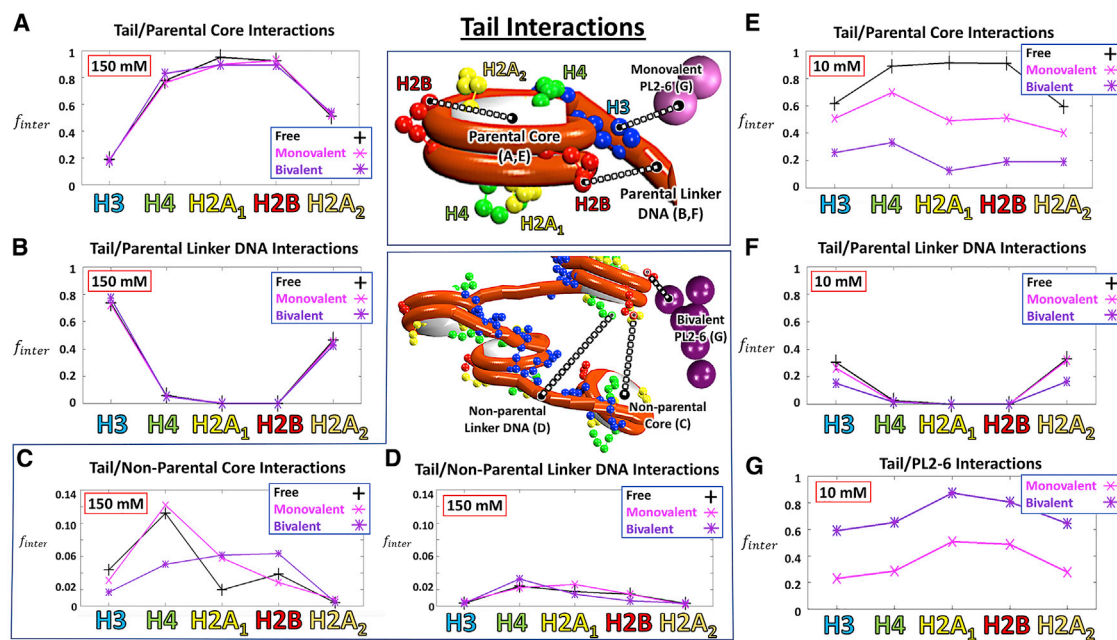 Tail Interactions
A
Tail/Parental Core Interactions
150 mM
1
0.8
0.6
0.4
0.2
0
f_inter
Free
Monovalent
Bivalent
H3 H4 H2A₁ H2B H2A₂
H2B
H2A₂
H4
H3
Monovalent
PL2-6 (G)
Parental Core
(A,E)
Parental Linker
DNA (B,F)
H4
H2A₁
H2B
E
Tail/Parental Core Interactions
10 mM
1
0.8
0.6
0.4
0.2
0
f_inter
Free
Monovalent
Bivalent
H3 H4 H2A₁ H2B H2A₂
B
Tail/Parental Linker DNA Interactions
150 mM
1
0.8
0.6
0.4
0.2
0
f_inter
Free
Monovalent
Bivalent
H3 H4 H2A₁ H2B H2A₂
Bivalent
PL2-6 (G)
Non-parental
Linker DNA (D)
Non-parental
Core (C)
F
Tail/Parental Linker DNA Interactions
10 mM
1
0.8
0.6
0.4
0.2
0
f_inter
Free
Monovalent
Bivalent
H3 H4 H2A₁ H2B H2A₂
C
Tail/Non-Parental Core Interactions
150 mM
0.14
0.10
0.06
0.02
0
f_inter
Free
Monovalent
Bivalent
H3 H4 H2A₁ H2B H2A₂
D
Tail/Non-Parental Linker DNA Interactions
150 mM
0.14
0.10
0.06
0.02
0
f_inter
Free
Monovalent
Bivalent
H3 H4 H2A₁ H2B H2A₂
G
Tail/PL2-6 Interactions
10 mM
1
0.8
0.6
0.4
0.2
0
f_inter
Monovalent
Bivalent
H3 H4 H2A₁ H2B H2A₂